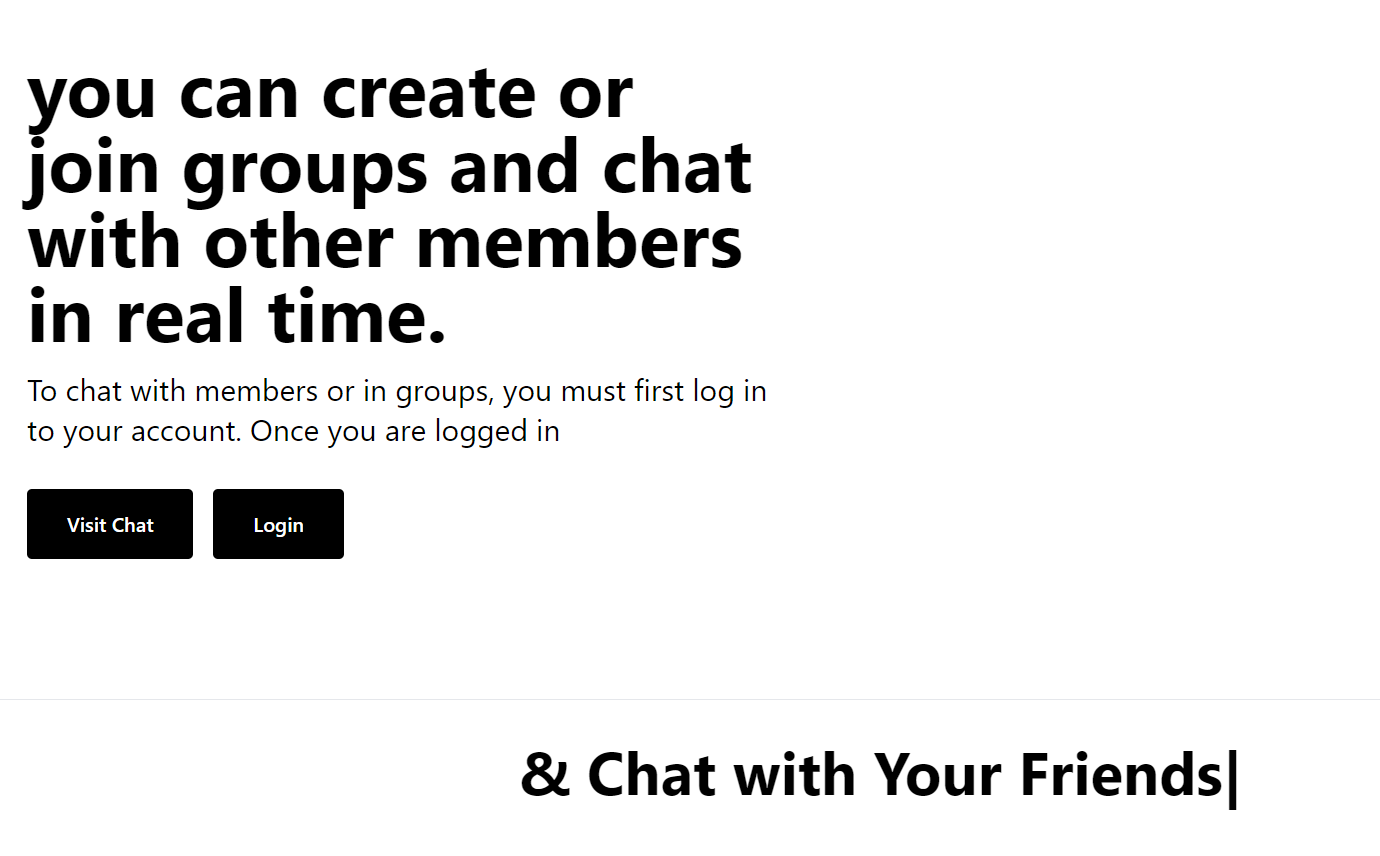 you can create or
join groups and chat
with other members
in real time.
To chat with members or in groups, you must first log in
to your account. Once you are logged in
Visit Chat
Login
& Chat with Your Friends|